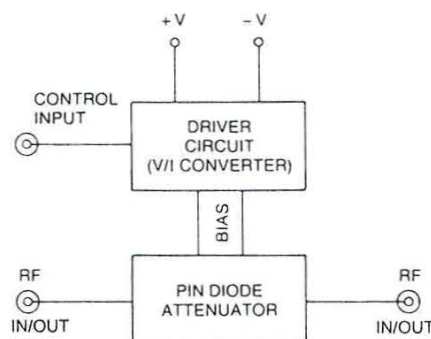 + V
– V
CONTROL
INPUT
DRIVER
CIRCUIT
(V/I CONVERTER)
BIAS
RF
IN/OUT
PIN DIODE
ATTENUATOR
RF
IN/OUT